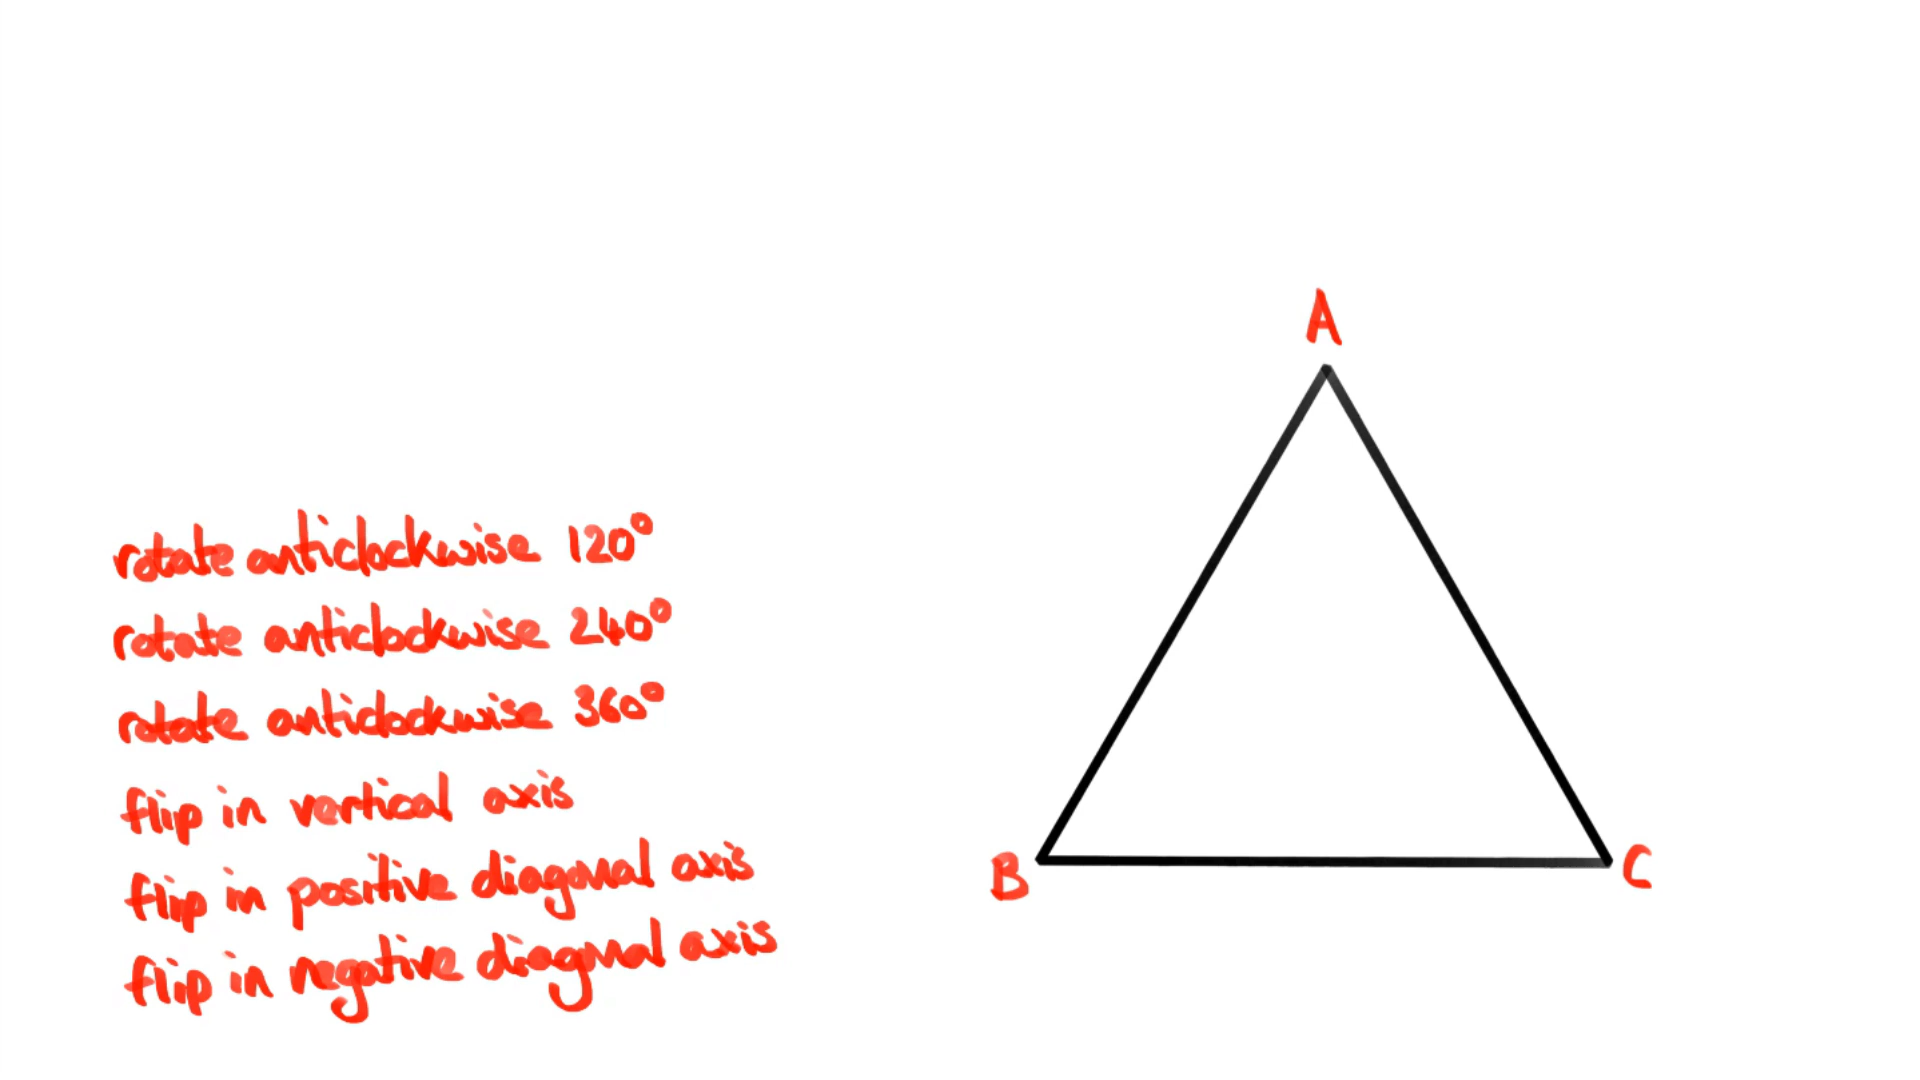 A
rotate anticlockwise 120°
rotate anticlockwise 240°
rotate anticlockwise 360°
flip in vertical axis
flip in positive diagonal axis
flip in negative diagonal axis
B
C